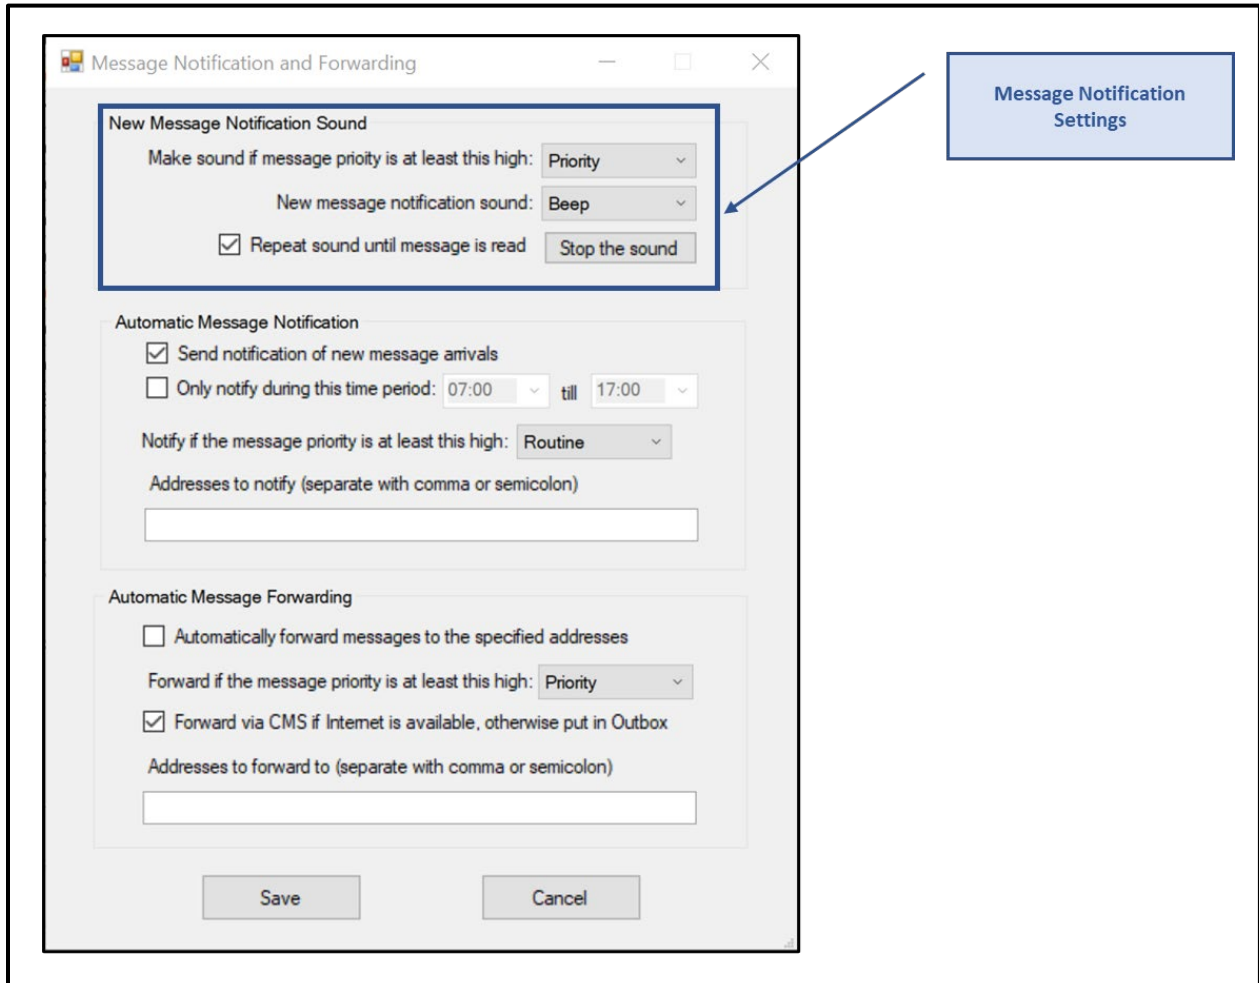 Message Notification and Forwarding
Message Notification
Settings
New Message Notification Sound
Make sound if message prioity is at least this high: Priority
New message notification sound: Beep
Repeat sound until message is read Stop the sound
Automatic Message Notification
Send notification of new message arrivals
Only notify during this time period: 07:00 till 17:00
Notify if the message priority is at least this high: Routine
Addresses to notify (separate with comma or semicolon)
Automatic Message Forwarding
Automatically forward messages to the specified addresses
Forward if the message priority is at least this high: Priority
Forward via CMS if Internet is available, otherwise put in Outbox
Addresses to forward to (separate with comma or semicolon)
Save Cancel